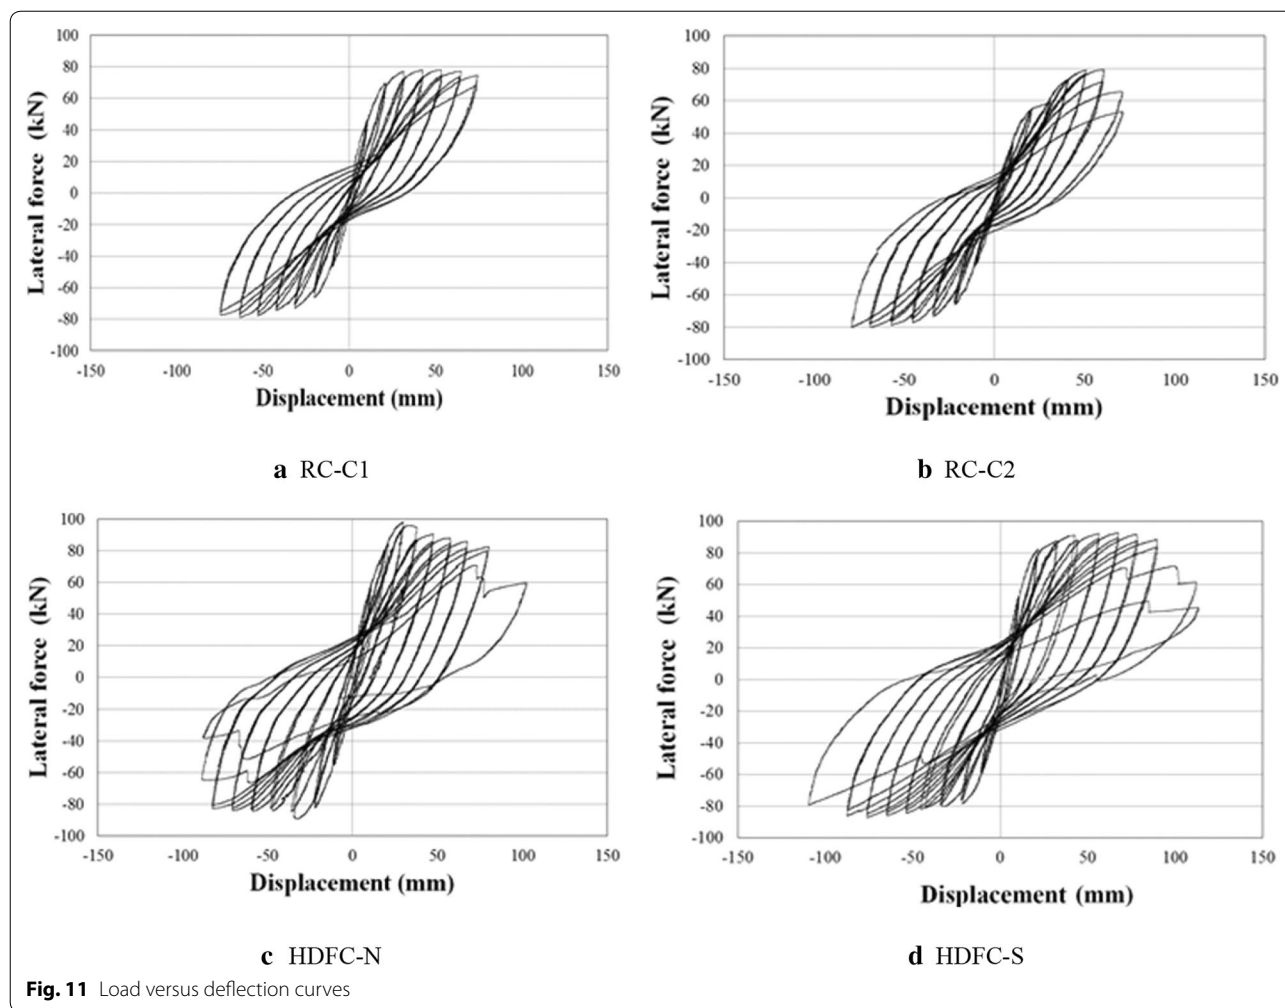 100
80
60
40
20
0
-20
-40
-60
-80
-100
-150 -100 -50 0 50 100 150
Lateral force (kN)
Displacement (mm)
a RC-C1
100
80
60
40
20
0
-20
-40
-60
-80
-100
-150 -100 -50 0 50 100 150
Lateral force (kN)
Displacement (mm)
b RC-C2
100
80
60
40
20
0
-20
-40
-60
-80
-100
-150 -100 -50 0 50 100 150
Lateral force (kN)
Displacement (mm)
c HDFC-N
100
80
60
40
20
0
-20
-40
-60
-80
-100
-150 -100 -50 0 50 100 150
Lateral force (kN)
Displacement (mm)
d HDFC-S
Fig. 11 Load versus deflection curves